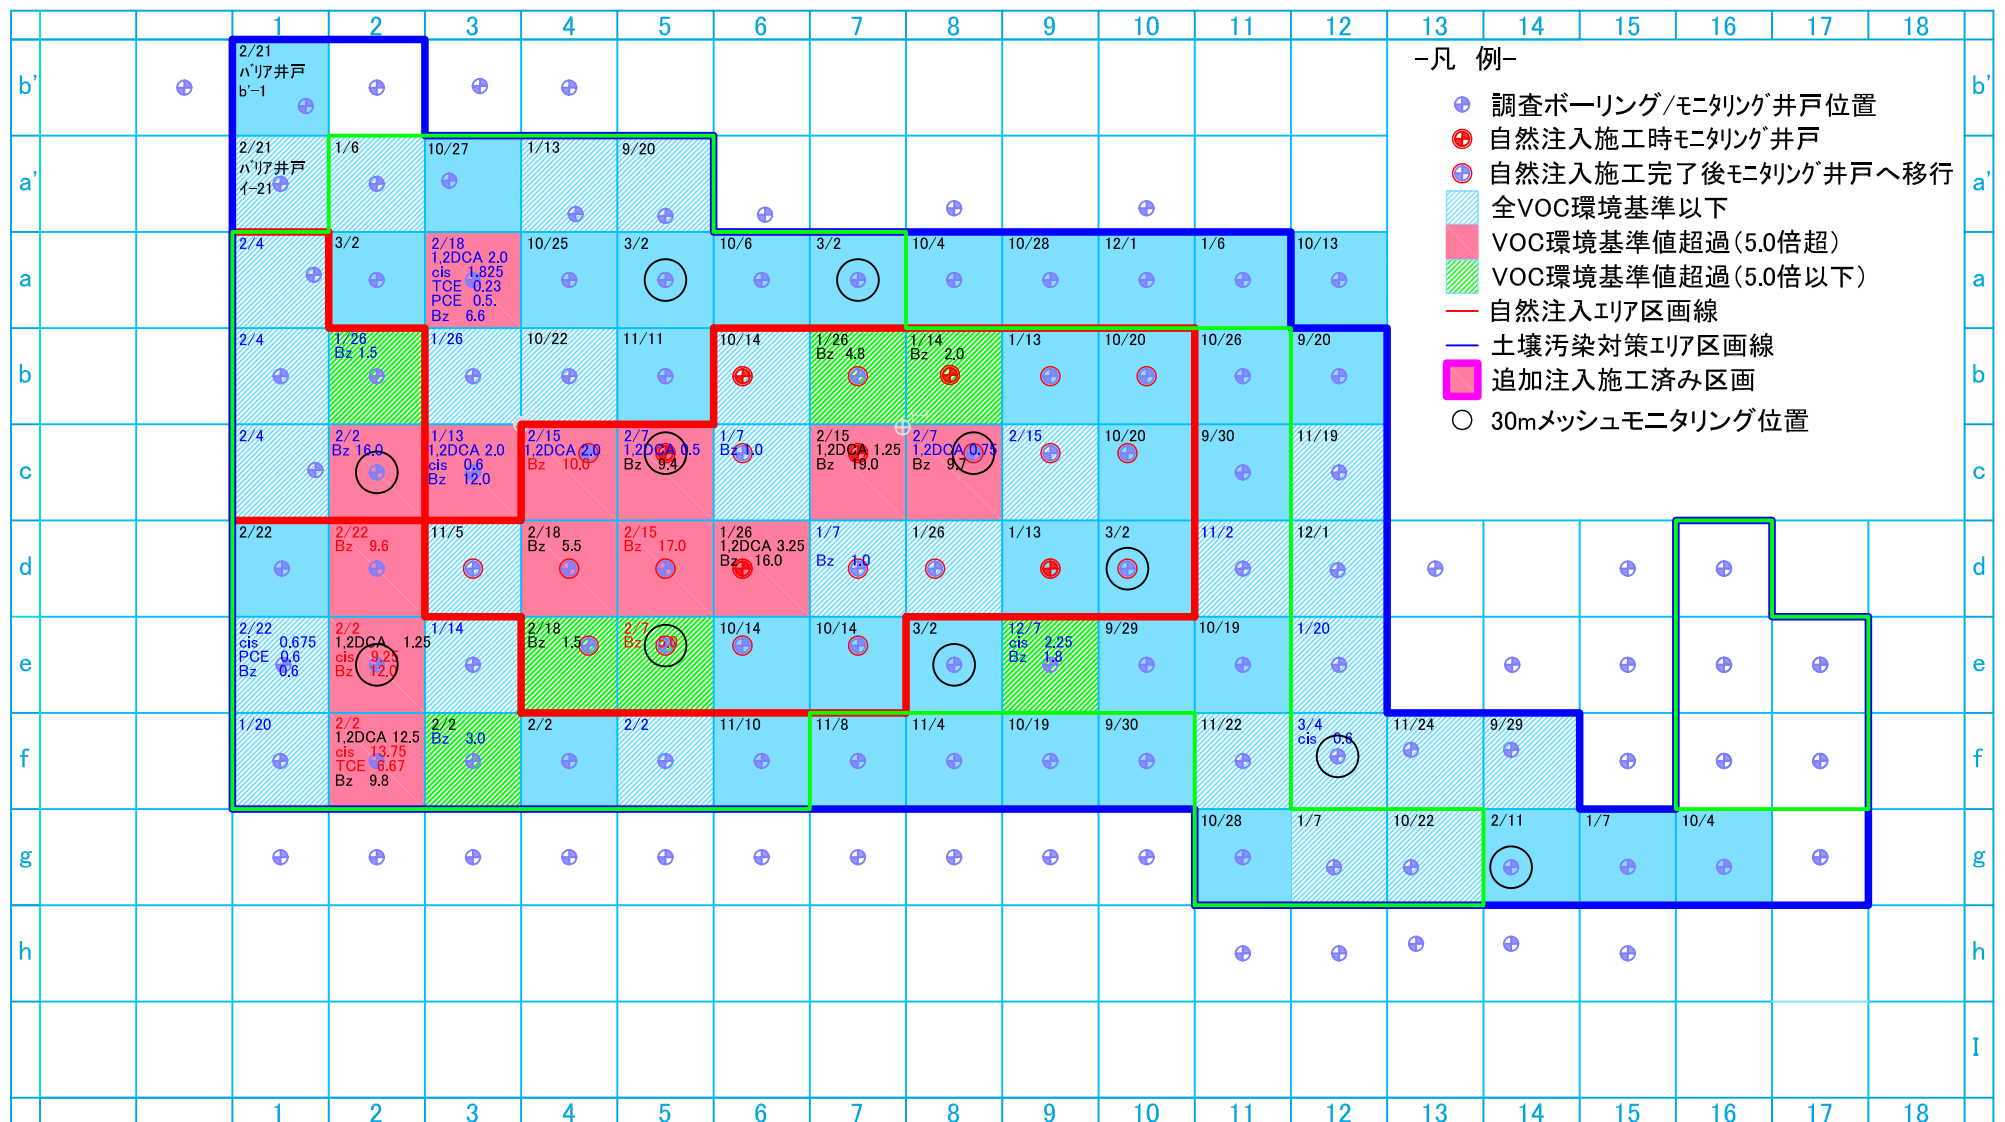 1 2 3 4 5 6 7 8 9 10 11 12 13 14 15 16 17 18
b'
2/21
バリア井戸
b'-1
b'
-凡 例-
調査ボーリング/モニタリング井戸位置
自然注入施工時モニタリング井戸
自然注入施工完了後モニタリング井戸へ移行
全VOC環境基準以下
VOC環境基準値超過(5.0倍超)
VOC環境基準値超過(5.0倍以下)
自然注入エリア区画線
土壌汚染対策エリア区画線
追加注入施工済み区画
30mメッシュモニタリング位置
a'
2/21
バリア井戸
イ-21
1/6
10/27
1/13
9/20
a'
a
2/4
3/2
2/18
1,2DCA 2.0
cis 1.825
TCE 0.23
PCE 0.5.
Bz 6.6
10/25
3/2
10/6
3/2
10/4
10/28
12/1
1/6
10/13
a
b
2/4
1/26
Bz 1.5
1/26
10/22
11/11
10/14
1/26
Bz 4.8
1/14
Bz 2.0
1/13
10/20
10/26
9/20
b
c
2/4
2/2
Bz 16.0
1/13
1,2DCA 2.0
cis 0.6
Bz 12.0
2/15
1,2DCA 2.0
Bz 10.0
2/7
1,2DCA 0.5
Bz 9.4
1/7
Bz 1.0
2/15
1,2DCA 1.25
Bz 19.0
2/7
1,2DCA 0.75
Bz 9.7
2/15
10/20
9/30
11/19
c
d
2/22
2/22
Bz 9.6
11/5
2/18
Bz 5.5
2/15
Bz 17.0
1/26
1,2DCA 3.25
Bz 16.0
1/7
Bz 1.0
1/26
1/13
3/2
11/2
12/1
d
e
2/22
cis 0.675
PCE 0.6
Bz 0.6
2/2
1,2DCA 1.25
cis 9.25
Bz 12.0
1/14
2/18
Bz 1.5
2/7
Bz 5.0
10/14
10/14
3/2
12/7
cis 2.25
Bz 1.8
9/29
10/19
1/20
e
f
1/20
2/2
1,2DCA 12.5
cis 13.75
TCE 6.67
Bz 9.8
2/2
Bz 3.0
2/2
2/2
11/10
11/8
11/4
10/19
9/30
11/22
3/4
cis 0.6
11/24
9/29
f
g
10/28
1/7
10/22
2/11
1/7
10/4
g
h
h
I
I
1 2 3 4 5 6 7 8 9 10 11 12 13 14 15 16 17 18